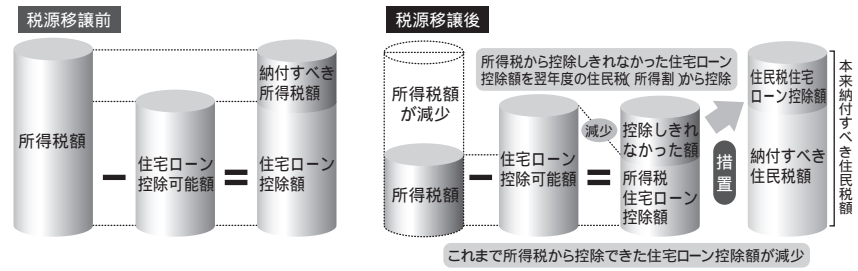 税源移譲前
所得税額
住宅ローン
控除可能額
納付すべき
所得税額
住宅ローン
控除額
税源移譲後
所得税額
が減少
所得税額
住宅ローン
控除可能額
所得税から控除しきれなかった住宅ローン
控除額を翌年度の住民税(所得割)から控除
減少
控除しきれ
なかった額
所得税
住宅ローン
控除額
措置
住民税住宅
ローン控除額
納付すべき
住民税額
本来納付すべき住民税額
これまで所得税から控除できた住宅ローン控除額が減少